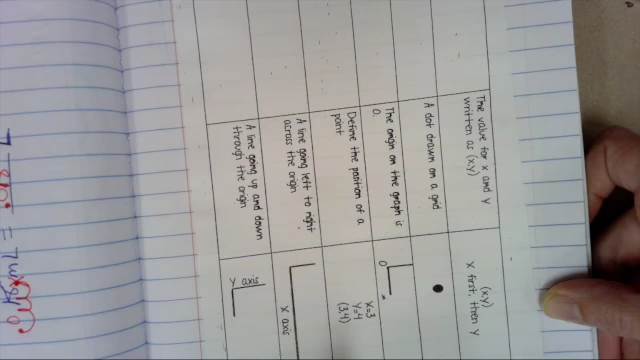 The value for x and y
written as (x,y)
(x,y)
x first, then y
A dot drawn on a grid
The origin on the graph is
0.
0
Define the position of a
point
x=3
y=4
(3,4)
A line going left to right
across the origin
x axis
A line going up and down
through the origin
y axis